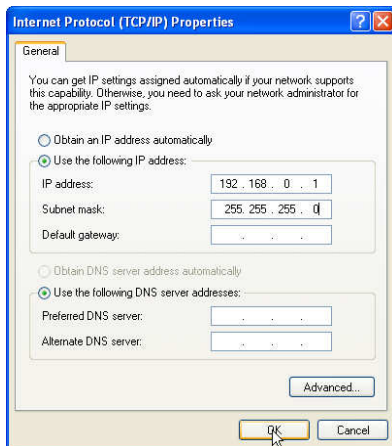 Internet Protocol (TCP/IP) Properties
General
You can get IP settings assigned automatically if your network supports
this capability. Otherwise, you need to ask your network administrator for
the appropriate IP settings.
Obtain an IP address automatically
Use the following IP address:
IP address: 192 . 168 . 0 . 1
Subnet mask: 255 . 255 . 255 . 0
Default gateway: . . .
Obtain DNS server address automatically
Use the following DNS server addresses:
Preferred DNS server: . . .
Alternate DNS server: . . .
Advanced...
OK Cancel